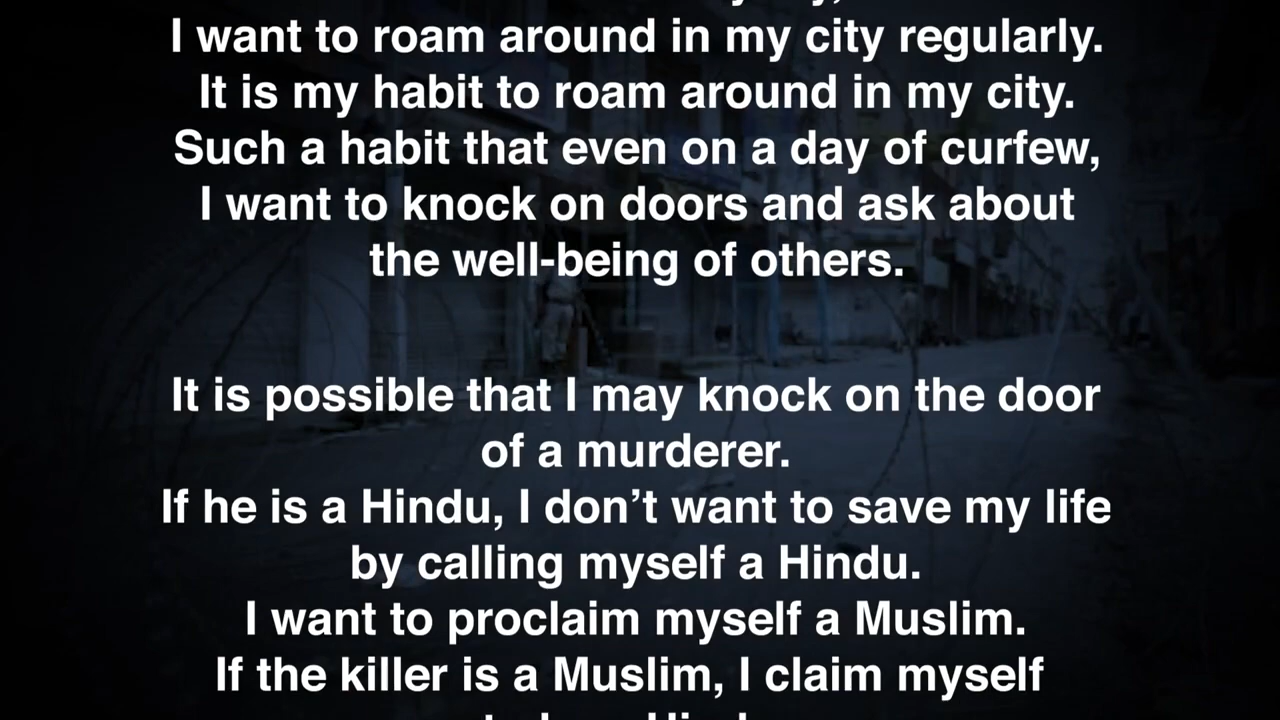 I want to roam around in my city regularly.
It is my habit to roam around in my city.
Such a habit that even on a day of curfew,
I want to knock on doors and ask about
the well-being of others.
It is possible that I may knock on the door
of a murderer.
If he is a Hindu, I don’t want to save my life
by calling myself a Hindu.
I want to proclaim myself a Muslim.
If the killer is a Muslim, I claim myself